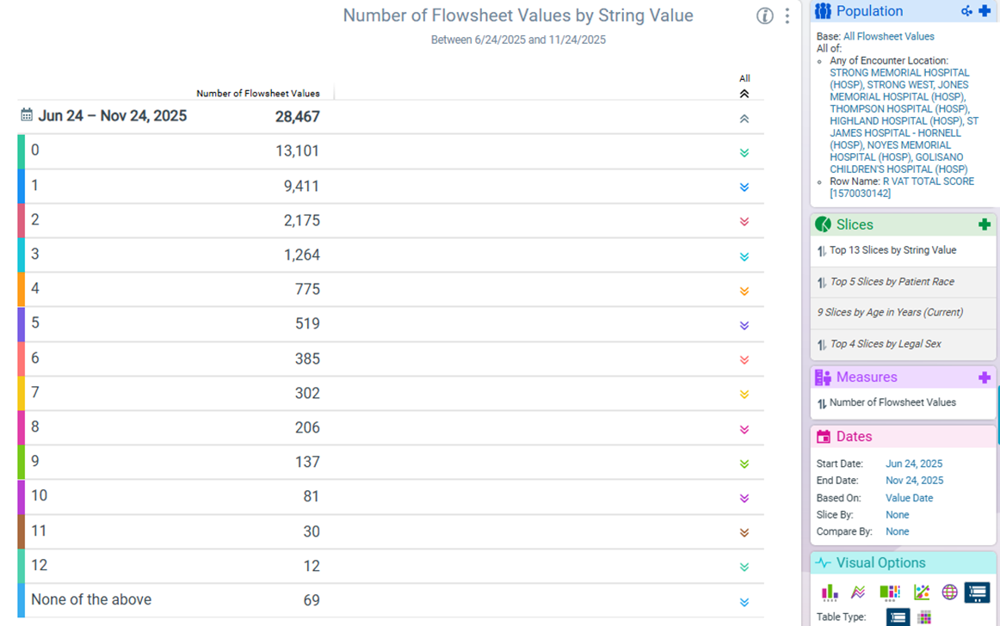 Number of Flowsheet Values by String Value
Between 6/24/2025 and 11/24/2025
All
Number of Flowsheet Values
Jun 24 – Nov 24, 2025 28,467
0 13,101
1 9,411
2 2,175
3 1,264
4 775
5 519
6 385
7 302
8 206
9 137
10 81
11 30
12 12
None of the above 69
Population
Base: All Flowsheet Values
All of:
Any of Encounter Location:
STRONG MEMORIAL HOSPITAL
(HOSP), STRONG WEST, JONES
MEMORIAL HOSPITAL (HOSP),
THOMPSON HOSPITAL (HOSP),
HIGHLAND HOSPITAL (HOSP), ST
JAMES HOSPITAL - HORNELL
(HOSP), NOYES MEMORIAL
HOSPITAL (HOSP), GOLISANO
CHILDREN'S HOSPITAL (HOSP)
Row Name: R VAT TOTAL SCORE
[1570030142]
Slices
Top 13 Slices by String Value
Top 5 Slices by Patient Race
9 Slices by Age in Years (Current)
Top 4 Slices by Legal Sex
Measures
Number of Flowsheet Values
Dates
Start Date: Jun 24, 2025
End Date: Nov 24, 2025
Based On: Value Date
Slice By: None
Compare By: None
Visual Options
Table Type: